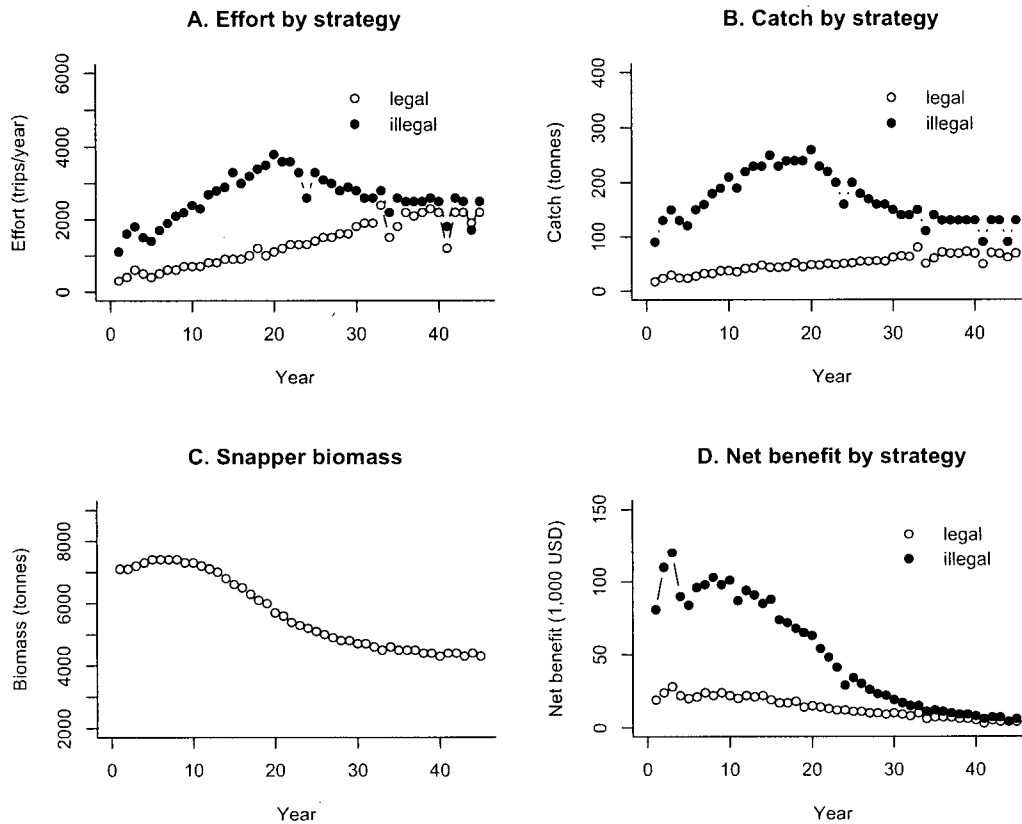 A. Effort by strategy
Effort (trips/year)
6000
4000
2000
0
legal
illegal
0 10 20 30 40
Year
B. Catch by strategy
Catch (tonnes)
400
300
200
100
0
legal
illegal
0 10 20 30 40
Year
C. Snapper biomass
Biomass (tonnes)
8000
6000
4000
2000
0 10 20 30 40
Year
D. Net benefit by strategy
Net benefit (1,000 USD)
150
100
50
0
legal
illegal
0 10 20 30 40
Year